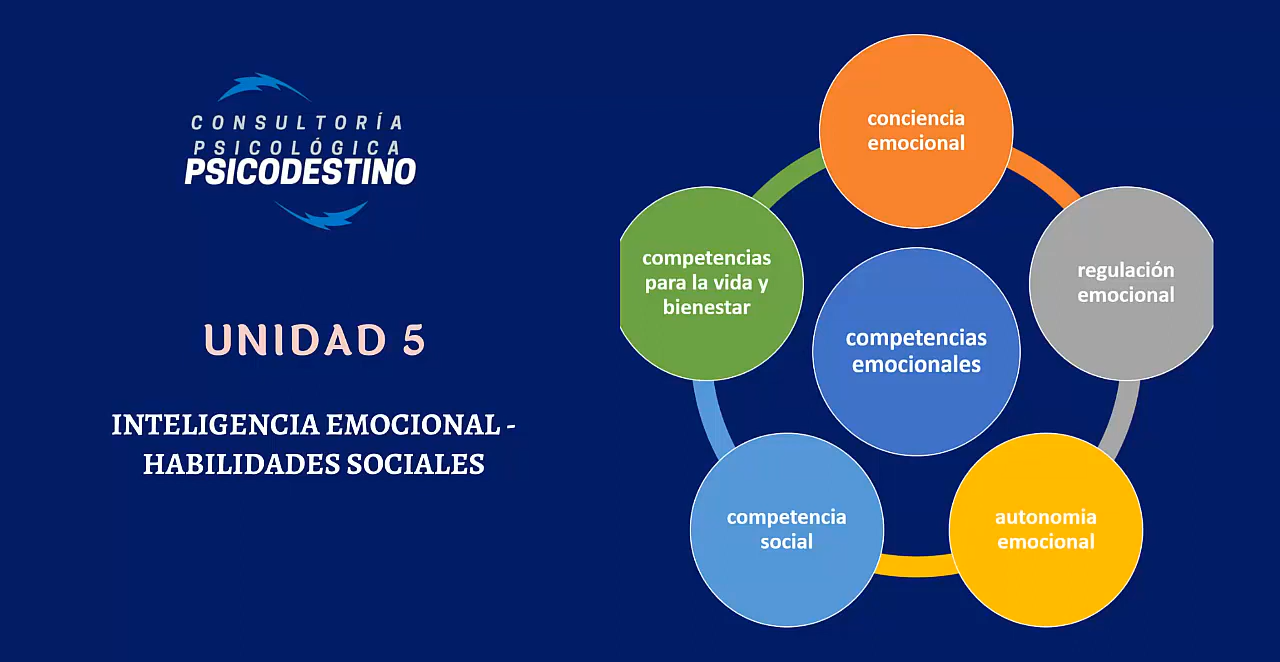 CONSULTORÍA
PSICOLÓGICA
PSICODESTINO
UNIDAD 5
INTELIGENCIA EMOCIONAL -
HABILIDADES SOCIALES
conciencia
emocional
regulación
emocional
autonomia
emocional
competencia
social
competencias
para la vida y
bienestar
competencias
emocionales